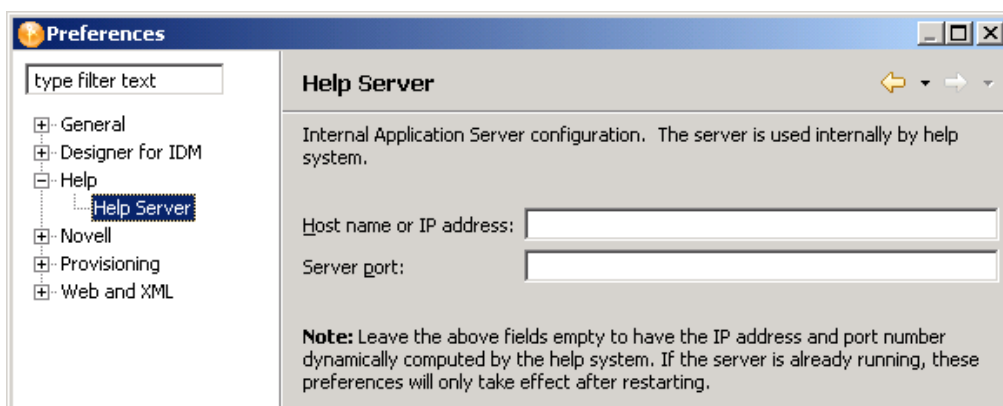 Preferences
type filter text
General
Designer for IDM
Help
Help Server
Novell
Provisioning
Web and XML
Help Server
Internal Application Server configuration.  The server is used internally by help
system.
Host name or IP address:
Server port:
Note: Leave the above fields empty to have the IP address and port number
dynamically computed by the help system. If the server is already running, these
preferences will only take effect after restarting.